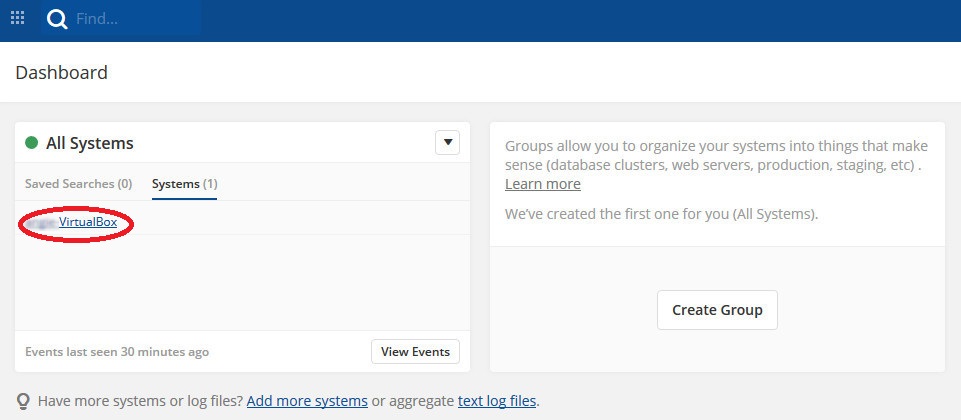 Find...
Dashboard
All Systems
Saved Searches (0) Systems (1)
VirtualBox
Events last seen 30 minutes ago View Events
Groups allow you to organize your systems into things that make
sense (database clusters, web servers, production, staging, etc) .
Learn more
We've created the first one for you (All Systems).
Create Group
Have more systems or log files? Add more systems or aggregate text log files.